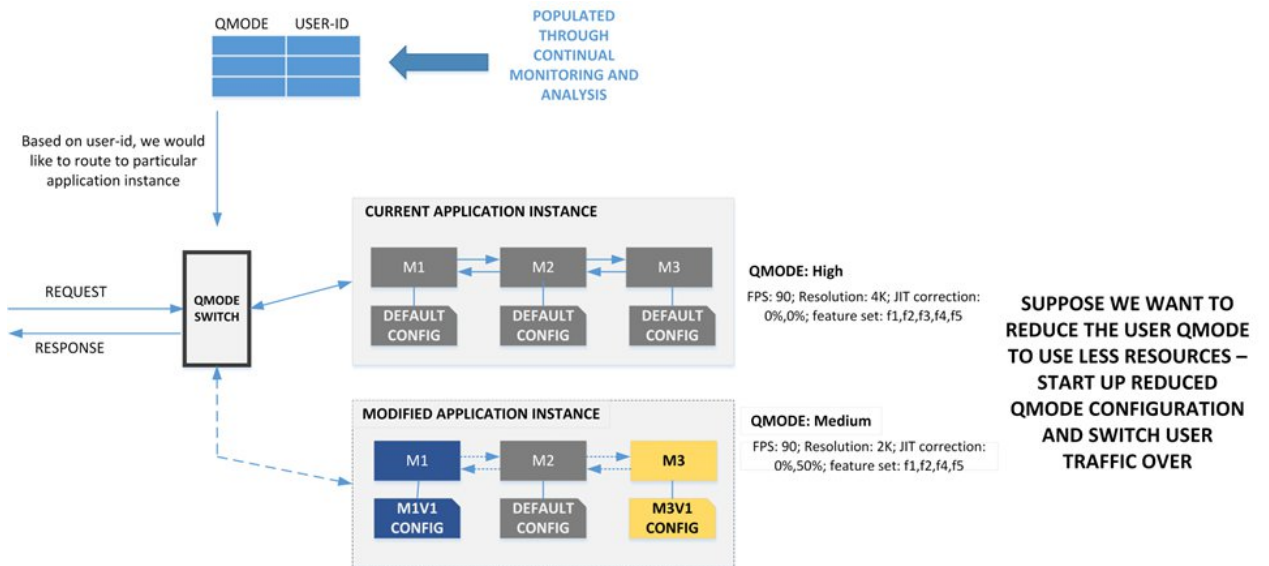 QMODE USER-ID
POPULATED
THROUGH
CONTINUAL
MONITORING AND
ANALYSIS
Based on user-id, we would
like to route to particular
application instance
REQUEST
RESPONSE
QMODE
SWITCH
CURRENT APPLICATION INSTANCE
M1 M2 M3
DEFAULT
CONFIG
DEFAULT
CONFIG
DEFAULT
CONFIG
QMODE: High
FPS: 90; Resolution: 4K; JIT correction:
0%,0%; feature set: f1,f2,f3,f4,f5
MODIFIED APPLICATION INSTANCE
M1 M2 M3
M1V1
CONFIG
DEFAULT
CONFIG
M3V1
CONFIG
QMODE: Medium
FPS: 90; Resolution: 2K; JIT correction:
0%,50%; feature set: f1,f2,f4,f5
SUPPOSE WE WANT TO
REDUCE THE USER QMODE
TO USE LESS RESOURCES –
START UP REDUCED
QMODE CONFIGURATION
AND SWITCH USER
TRAFFIC OVER